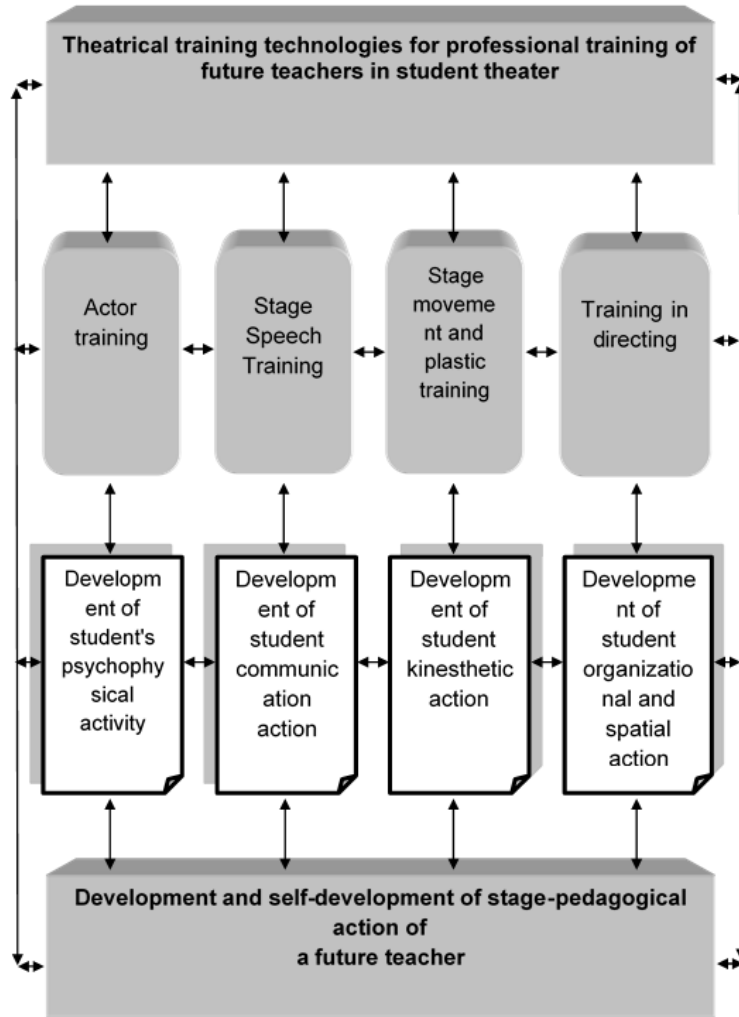 Theatrical training technologies for professional training of
future teachers in student theater
Actor
training
Stage
Speech
Training
Stage
moveme
nt and
plastic
training
Training in
directing
Developm
ent of
student's
psychophy
sical
activity
Developm
ent of
student
communic
ation
action
Developm
ent of
student
kinesthetic
action
Developme
nt of
student
organizatio
nal and
spatial
action
Development and self-development of stage-pedagogical
action of
a future teacher